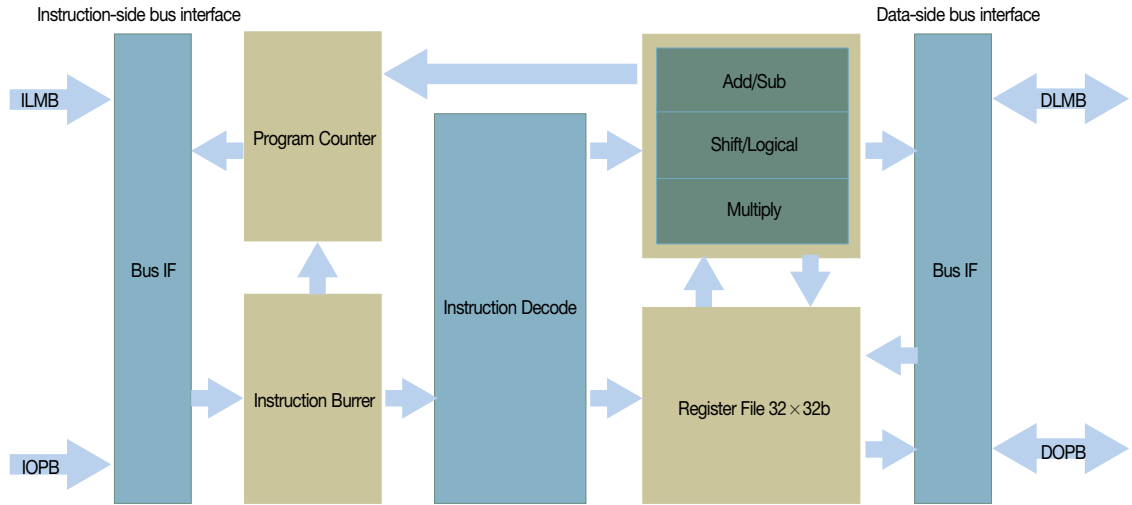 Instruction-side bus interface
Data-side bus interface
ILMB
Bus IF
IOPB
Program Counter
Instruction Burrer
Instruction Decode
Add/Sub
Shift/Logical
Multiply
Register File 32×32b
Bus IF
DLMB
DOPB